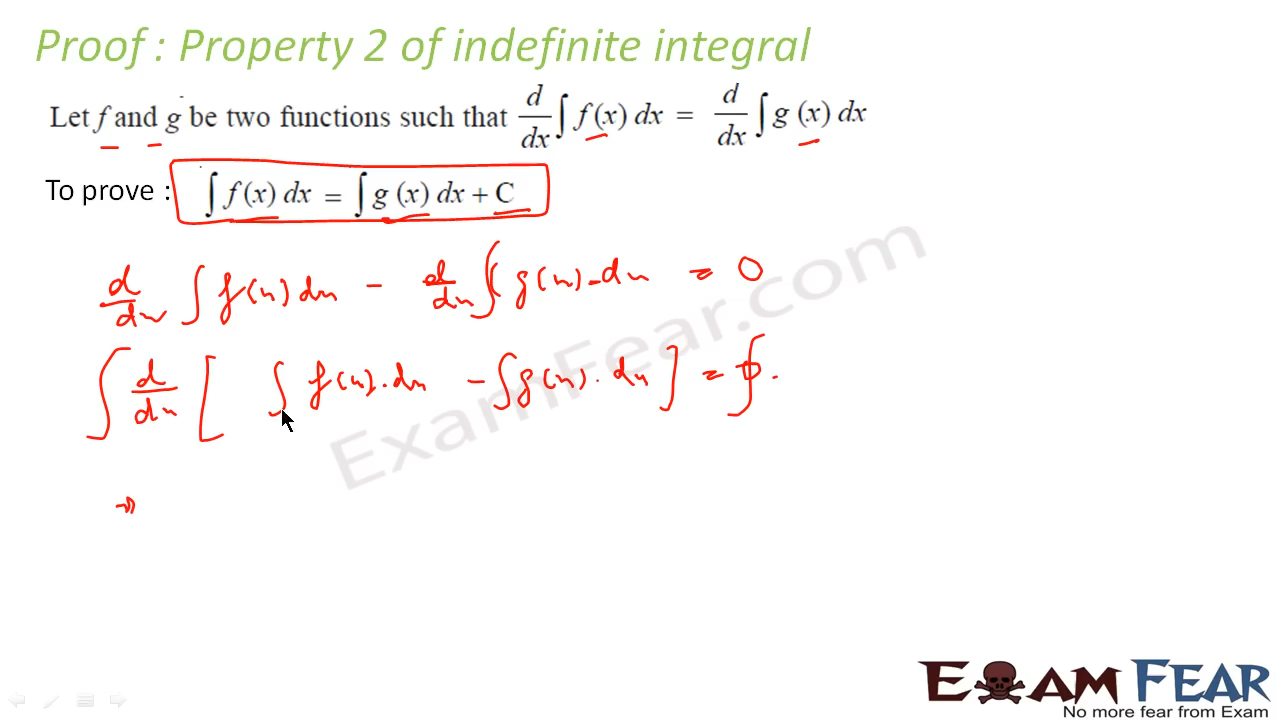 Proof : Property 2 of indefinite integral
Let f and g be two functions such that d/dx ∫ f(x) dx = d/dx ∫ g (x) dx
To prove : ∫ f(x) dx = ∫ g (x) dx + C
d/dx ∫ f(x) dx - d/dx ∫ g(x) . dx = 0
∫ d/dx [ ∫ f(x) . dx - ∫ g(x) . dx ] = ∫ 0 .
⇒
ExamFear.com
EXAM FEAR
No more fear from Exam